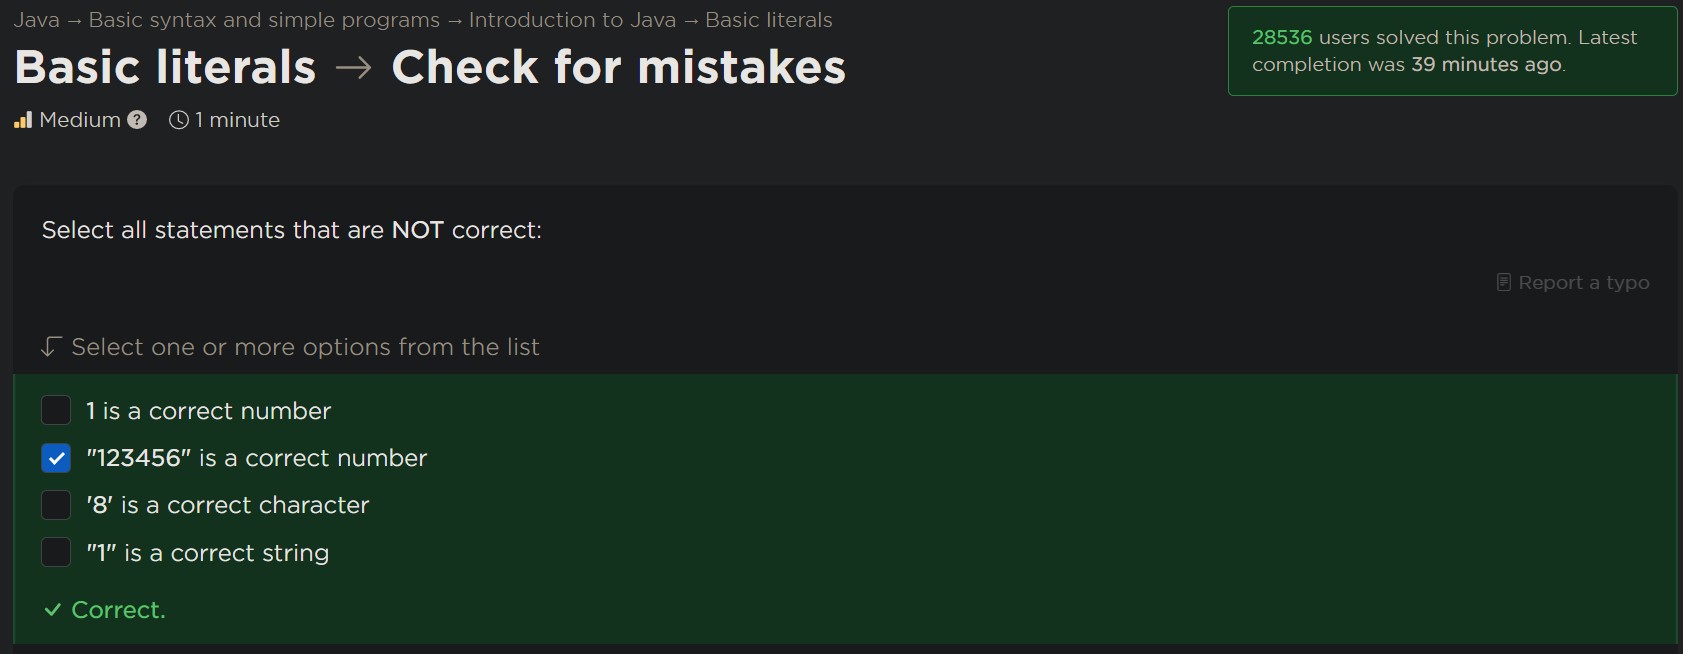 Java → Basic syntax and simple programs → Introduction to Java → Basic literals
Basic literals → Check for mistakes
Medium ? 1 minute
28536 users solved this problem. Latest
completion was 39 minutes ago.
Select all statements that are NOT correct:
Report a typo
Select one or more options from the list
1 is a correct number
"123456" is a correct number
'8' is a correct character
"1" is a correct string
Correct.